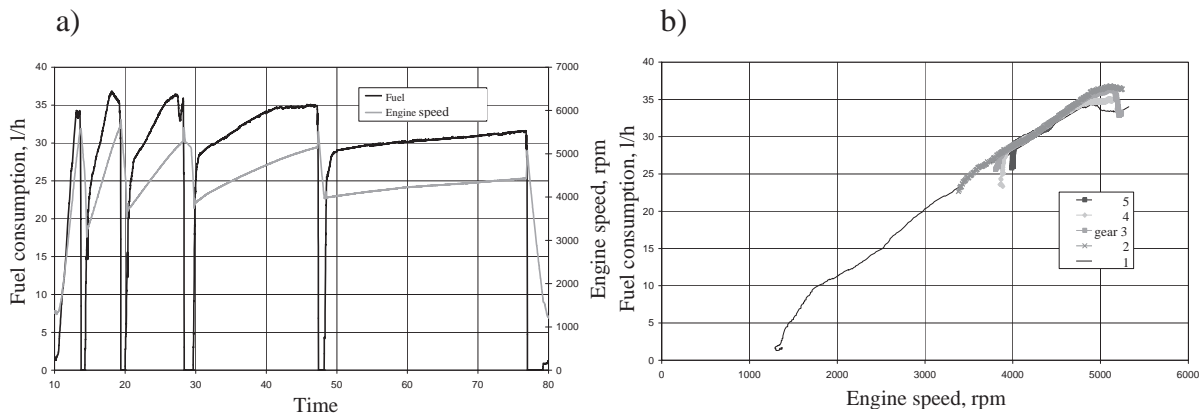 a)
b)
40
35
30
25
20
15
10
5
0
Fuel consumption, l/h
7000
6000
5000
4000
3000
2000
1000
0
Engine speed, rpm
Fuel
Engine speed
10 20 30 40 50 60 70 80
Time
40
35
30
25
20
15
10
5
0
Fuel consumption, l/h
5
4
gear 3
2
1
0 1000 2000 3000 4000 5000 6000
Engine speed, rpm